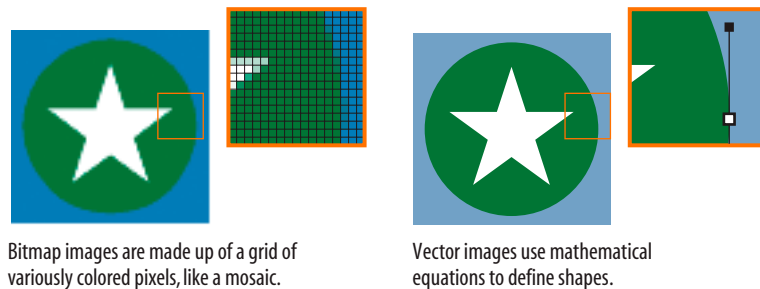 Bitmap images are made up of a grid of
variously colored pixels, like a mosaic.
Vector images use mathematical
equations to define shapes.